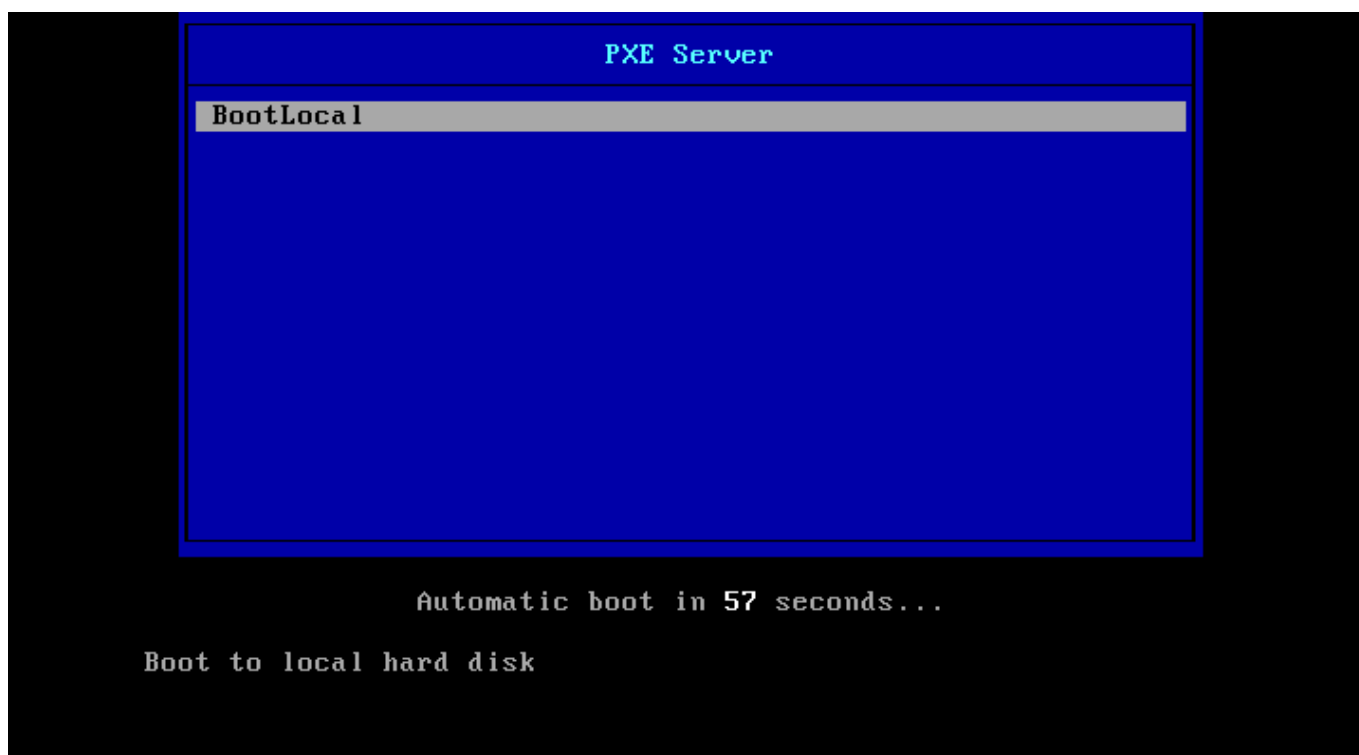 PXE Server
BootLocal
Automatic boot in 57 seconds...
Boot to local hard disk